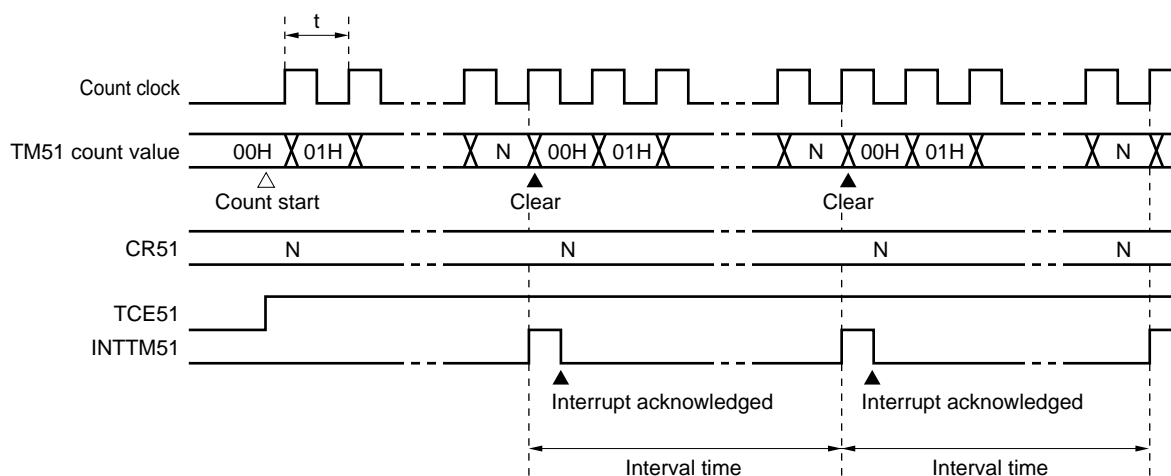 t
Count clock
TM51 count value 00H 01H N 00H 01H N 00H 01H N
Count start Clear Clear
CR51 N N N N
TCE51
INTTM51
Interrupt acknowledged Interrupt acknowledged
Interval time Interval time